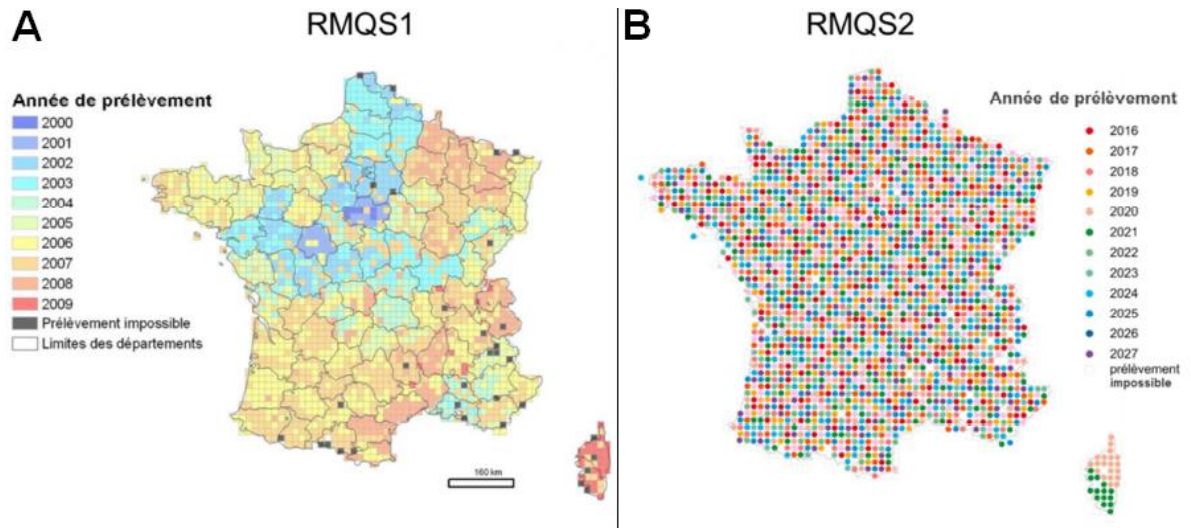 A
RMQS1
Année de prélèvement
2000
2001
2002
2003
2004
2005
2006
2007
2008
2009
Prélèvement impossible
Limites des départements
160 km
B
RMQS2
Année de prélèvement
2016
2017
2018
2019
2020
2021
2022
2023
2024
2025
2026
2027
prélèvement
impossible